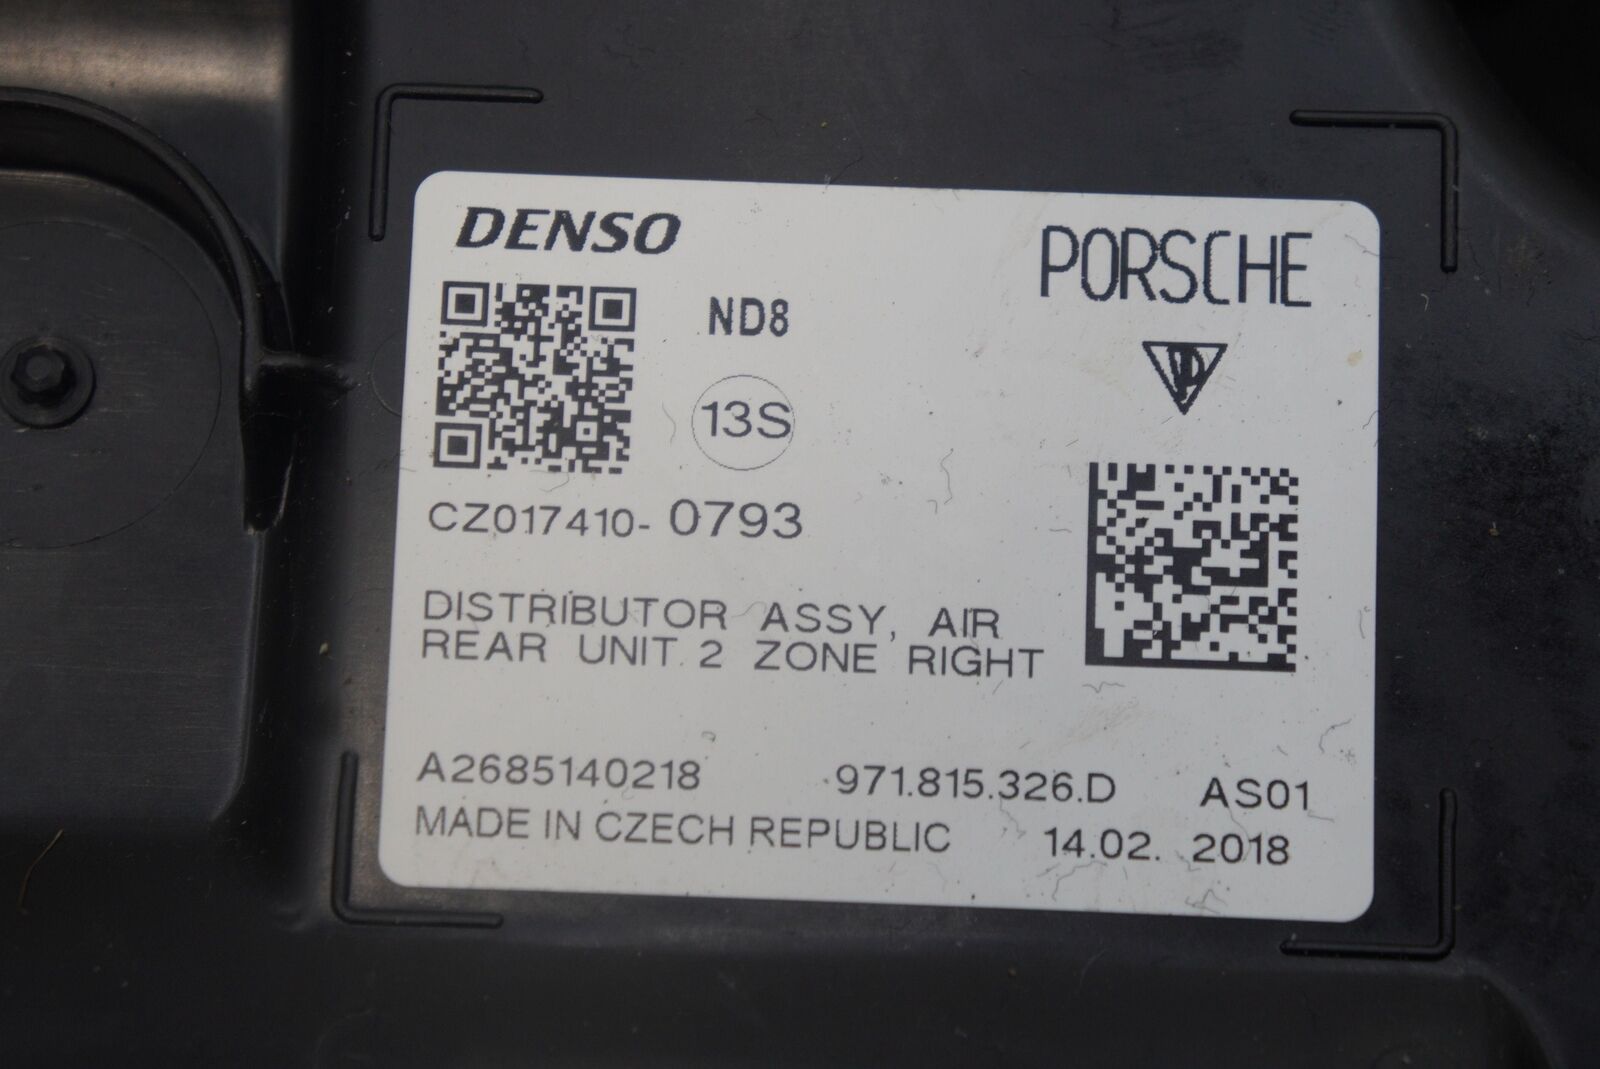 DENSO
PORSCHE
ND8
13S
CZ017410- 0793
DISTRIBUTOR ASSY, AIR
REAR UNIT 2 ZONE RIGHT
A2685140218 971.815.326.D AS01
MADE IN CZECH REPUBLIC 14.02. 2018